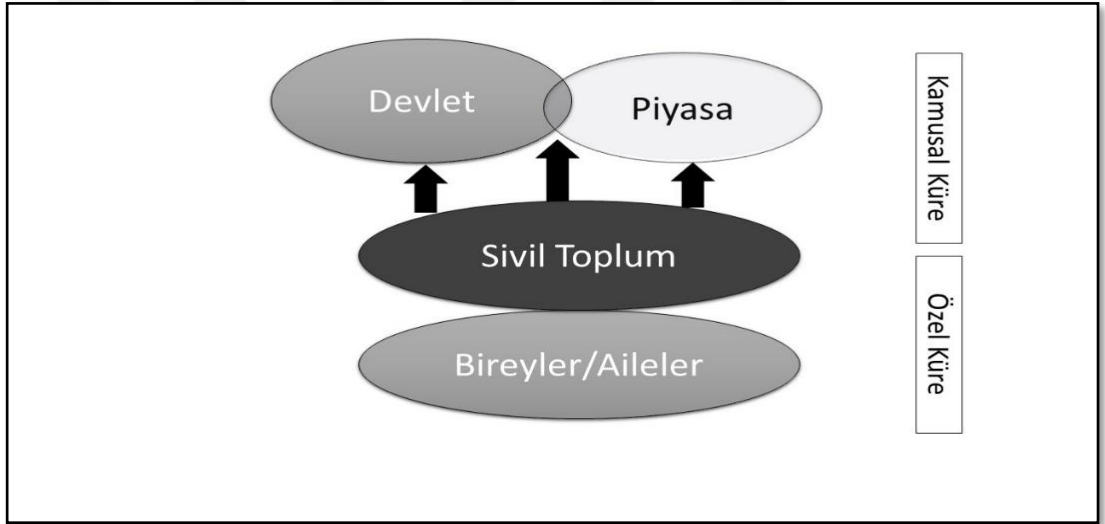 Devlet
Piyasa
Sivil Toplum
Bireyler/Aileler
Kamusal Küre
Özel Küre